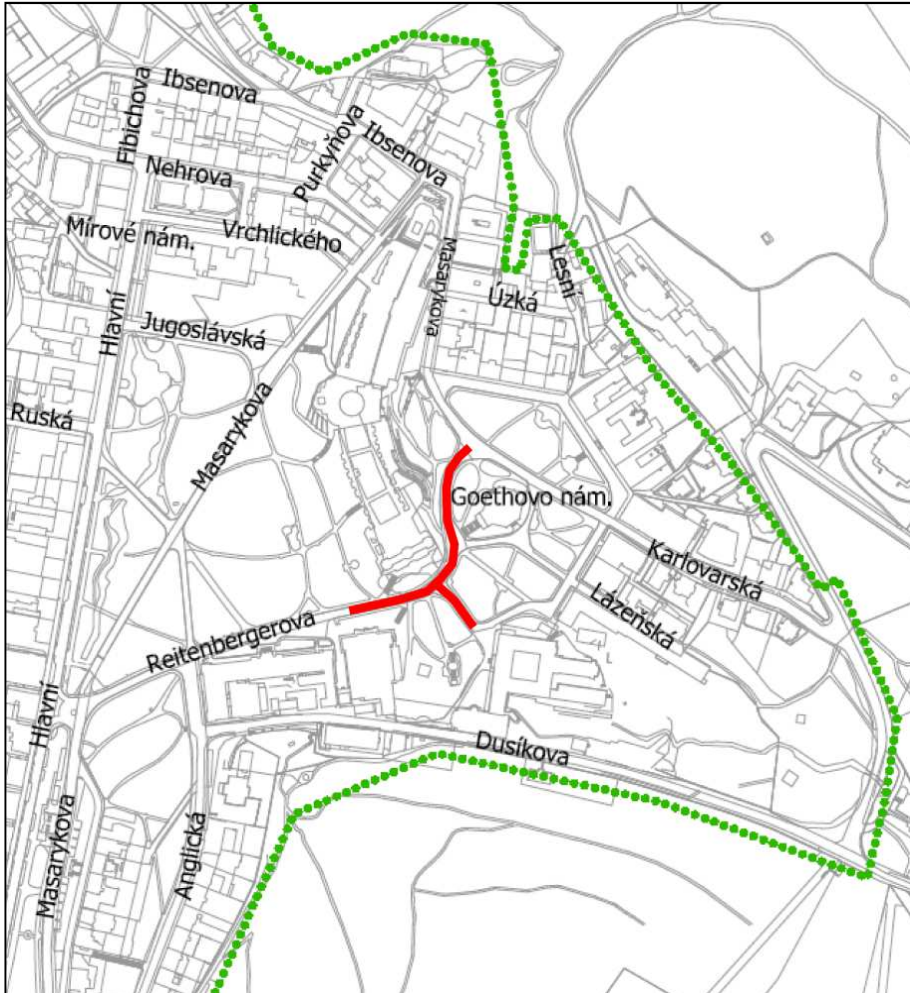 Ibsenova
Fibichova
Purkyňova
Ibsenova
Nehrova
Mírové nám.
Vrchlického
Masarykova
Lesní
Úzká
Hlavní
Jugoslávská
Ruská
Masarykova
Goethovo nám.
Karlovarská
Lázeňská
Reitenbergerova
Hlavní
Dusíkova
Masarykova
Anglická